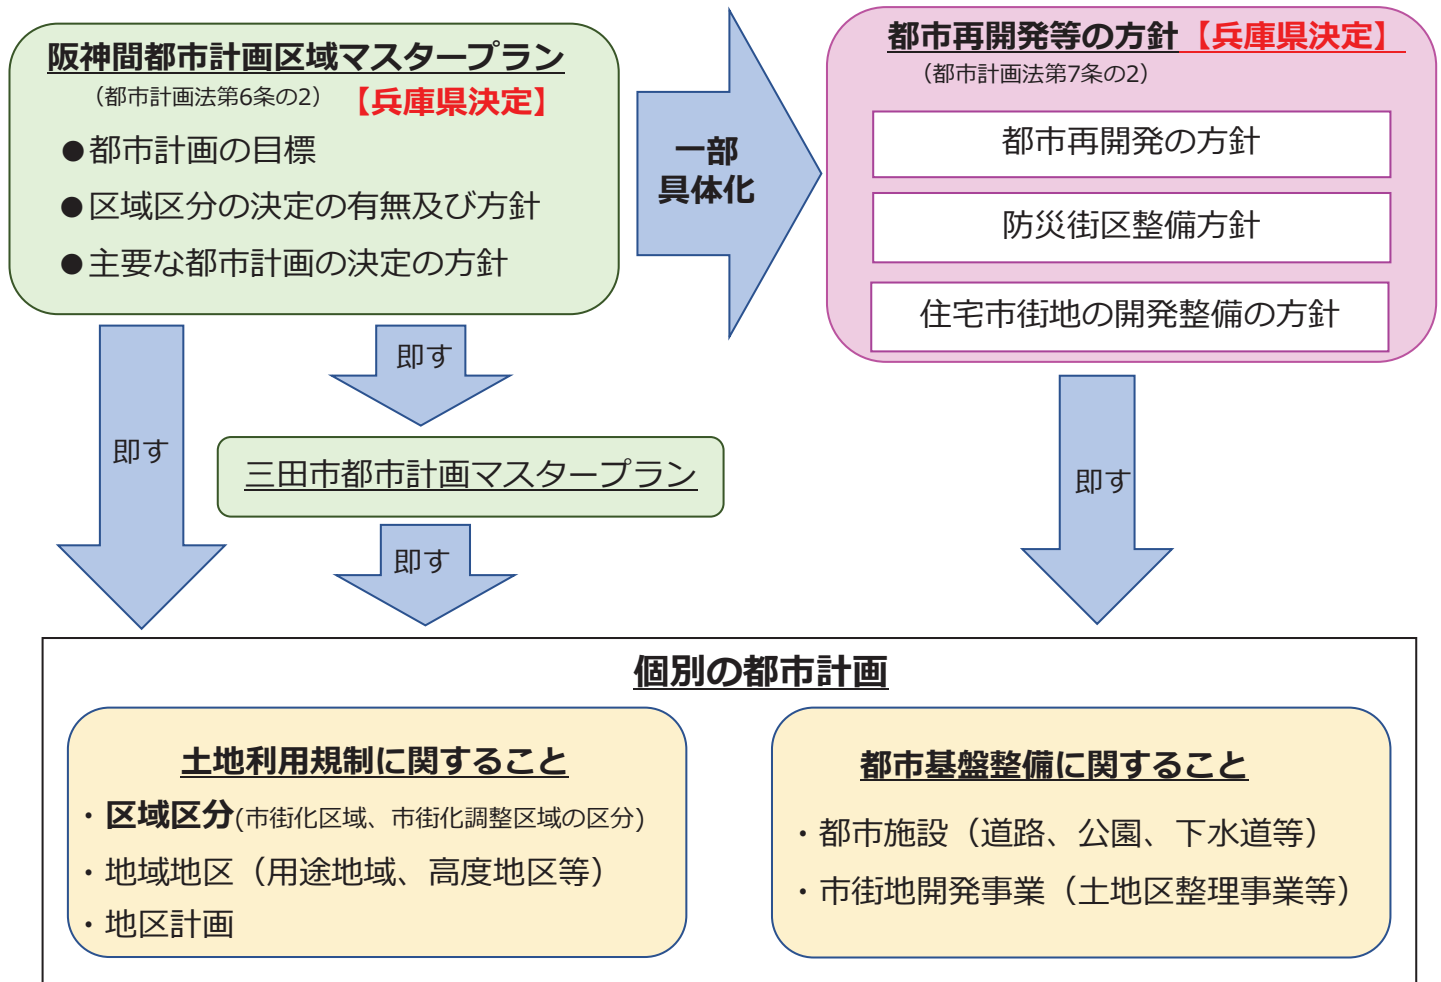 阪神間都市計画区域マスタープラン
（都市計画法第6条の2）【兵庫県決定】
●都市計画の目標
●区域区分の決定の有無及び方針
●主要な都市計画の決定の方針
一部
具体化
都市再開発等の方針【兵庫県決定】
（都市計画法第7条の2）
都市再開発の方針
防災街区整備方針
住宅市街地の開発整備の方針
即す
即す
三田市都市計画マスタープラン
即す
即す
個別の都市計画
土地利用規制に関すること
・区域区分(市街化区域、市街化調整区域の区分)
・地域地区（用途地域、高度地区等）
・地区計画
都市基盤整備に関すること
・都市施設（道路、公園、下水道等）
・市街地開発事業（土地区整理事業等）